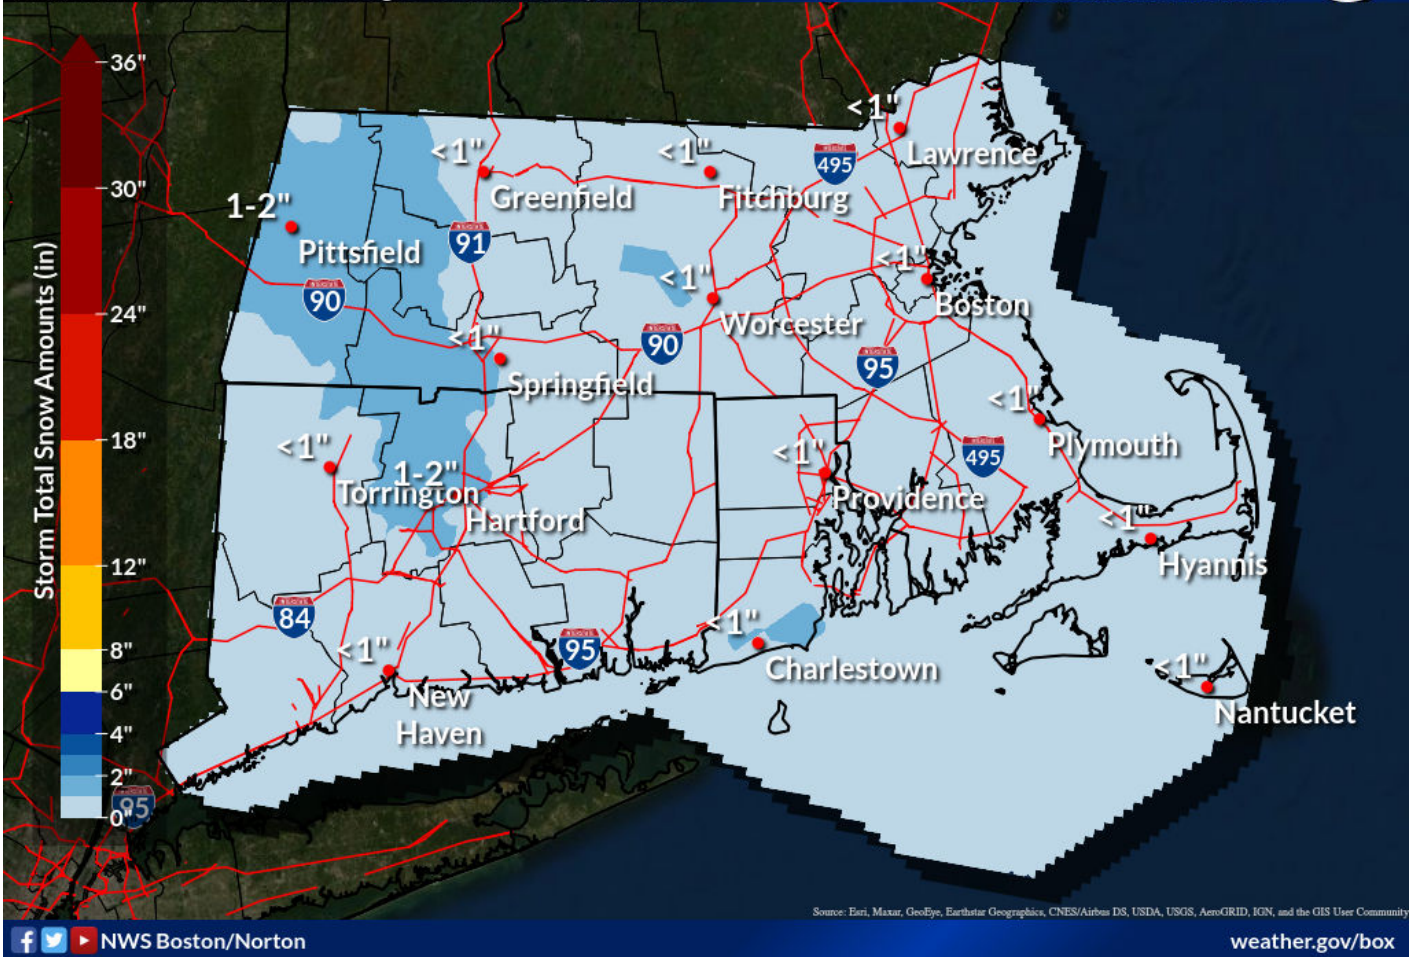 Storm Total Snow Amounts (in)
36"
30"
24"
18"
12"
8"
6"
4"
2"
0"
<1"
Lawrence
495
<1"
Greenfield
<1"
Fitchburg
1-2"
Pittsfield
91
90
<1"
Boston
<1"
Worcester
90
95
<1"
Springfield
<1"
Plymouth
<1"
Torrington
1-2"
Hartford
<1"
Providence
495
<1"
Hyannis
84
95
<1"
Charlestown
<1"
New
Haven
<1"
Nantucket
95
Source: Esri, Maxar, GeoEye, Earthstar Geographics, CNES/Airbus DS, USDA, USGS, AeroGRID, IGN, and the GIS User Community
NWS Boston/Norton
weather.gov/box